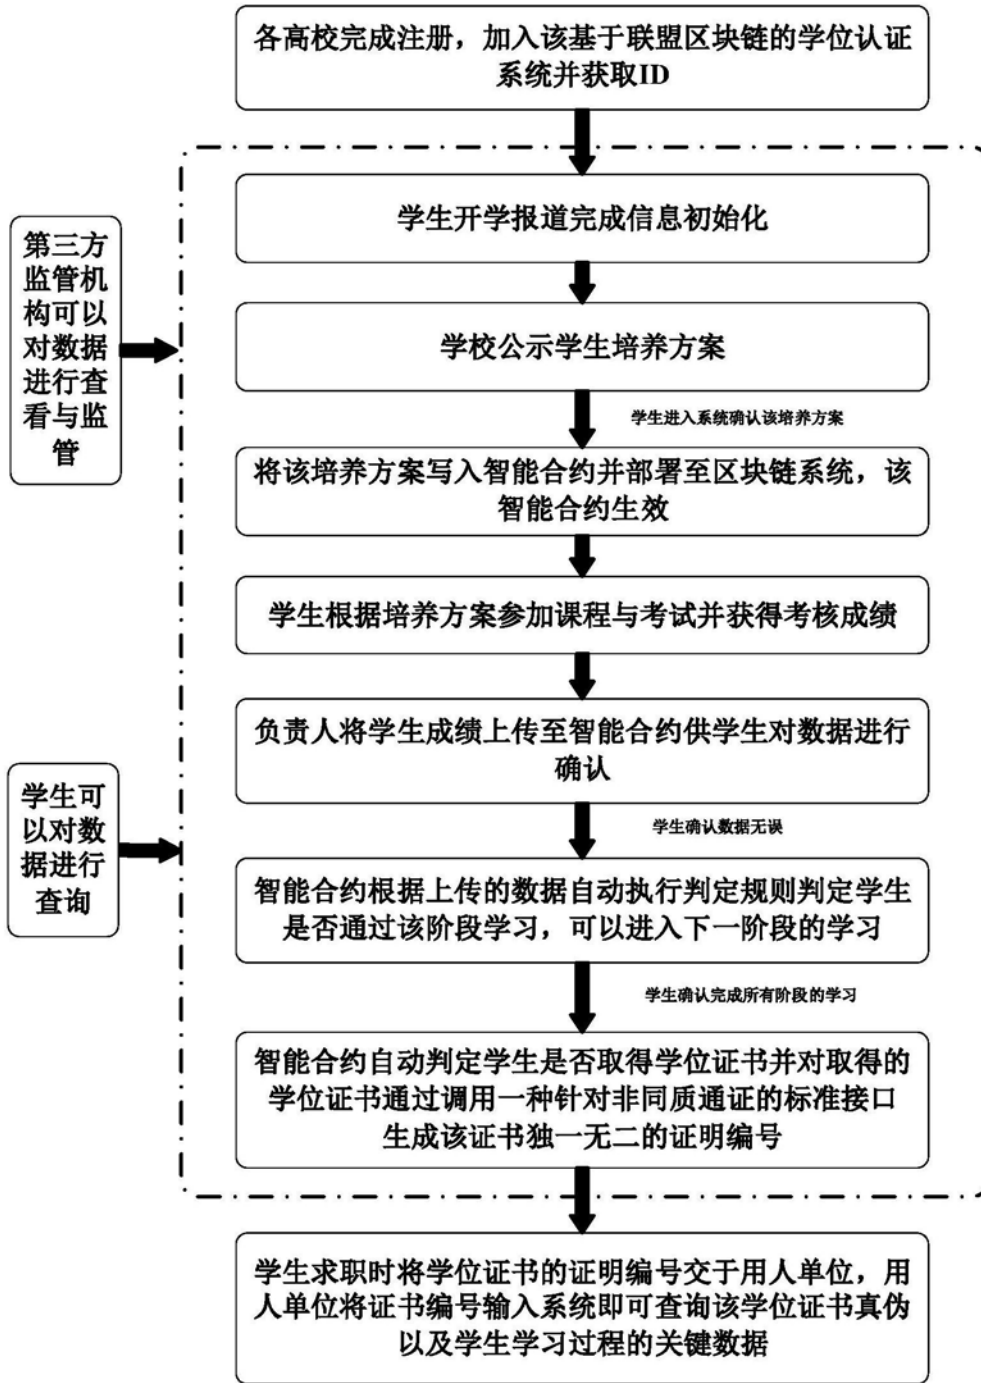 各高校完成注册，加入该基于联盟区块链的学位认证
系统并获取ID
学生开学报道完成信息初始化
第三方
监管机
构可以
对数据
进行查
看与监
管
学校公示学生培养方案
学生进入系统确认该培养方案
将该培养方案写入智能合约并部署至区块链系统，该
智能合约生效
学生根据培养方案参加课程与考试并获得考核成绩
负责人将学生成绩上传至智能合约供学生对数据进行
确认
学生可
以对数
据进行
查询
学生确认数据无误
智能合约根据上传的数据自动执行判定规则判定学生
是否通过该阶段学习，可以进入下一阶段的学习
学生确认完成所有阶段的学习
智能合约自动判定学生是否取得学位证书并对取得的
学位证书通过调用一种针对非同质通证的标准接口
生成该证书独一无二的证明编号
学生求职时将学位证书的证明编号交于用人单位，用
人单位将证书编号输入系统即可查询该学位证书真伪
以及学生学习过程的关键数据